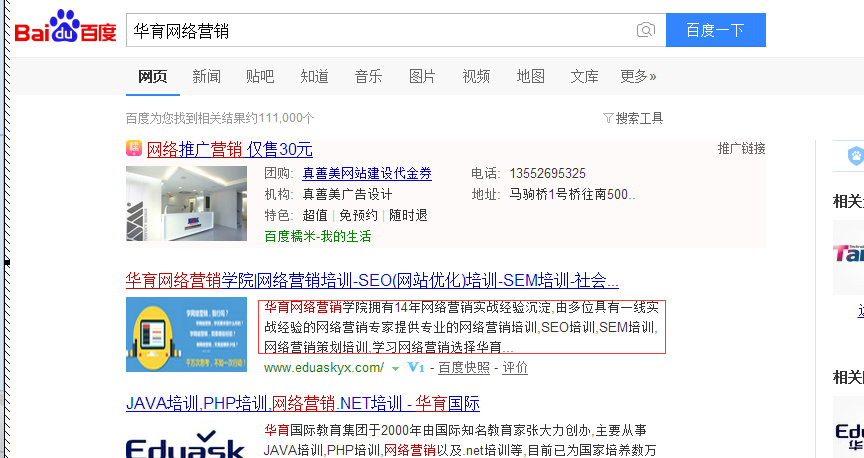 Bai du 百度
华育网络营销
百度一下
网页 新闻 贴吧 知道 音乐 图片 视频 地图 文库 更多»
百度为您找到相关结果约111,000个
搜索工具
糯 网络推广营销 仅售30元
推广链接
团购: 真善美网站建设代金券 电话: 13552695325
机构: 真善美广告设计 地址: 马驹桥1号桥往南500..
特色: 超值 | 免预约 | 随时退
百度糯米-我的生活
相关
华育网络营销学院|网络营销培训-SEO(网站优化)培训-SEM培训-社会...
华育网络营销学院拥有14年网络营销实战经验沉淀,由多位具有一线实
战经验的网络营销专家提供专业的网络营销培训,SEO培训,SEM培训,
网络营销策划培训,学习网络营销选择华育...
www.eduaskyx.com/ V1 - 百度快照 - 评价
相关
JAVA培训,PHP培训,网络营销.NET培训 - 华育国际
Eduask
华育国际教育集团于2000年由国际知名教育家张大力创办,主要从事
JAVA培训,PHP培训,网络营销以及.net培训等,目前已为国家培养数万